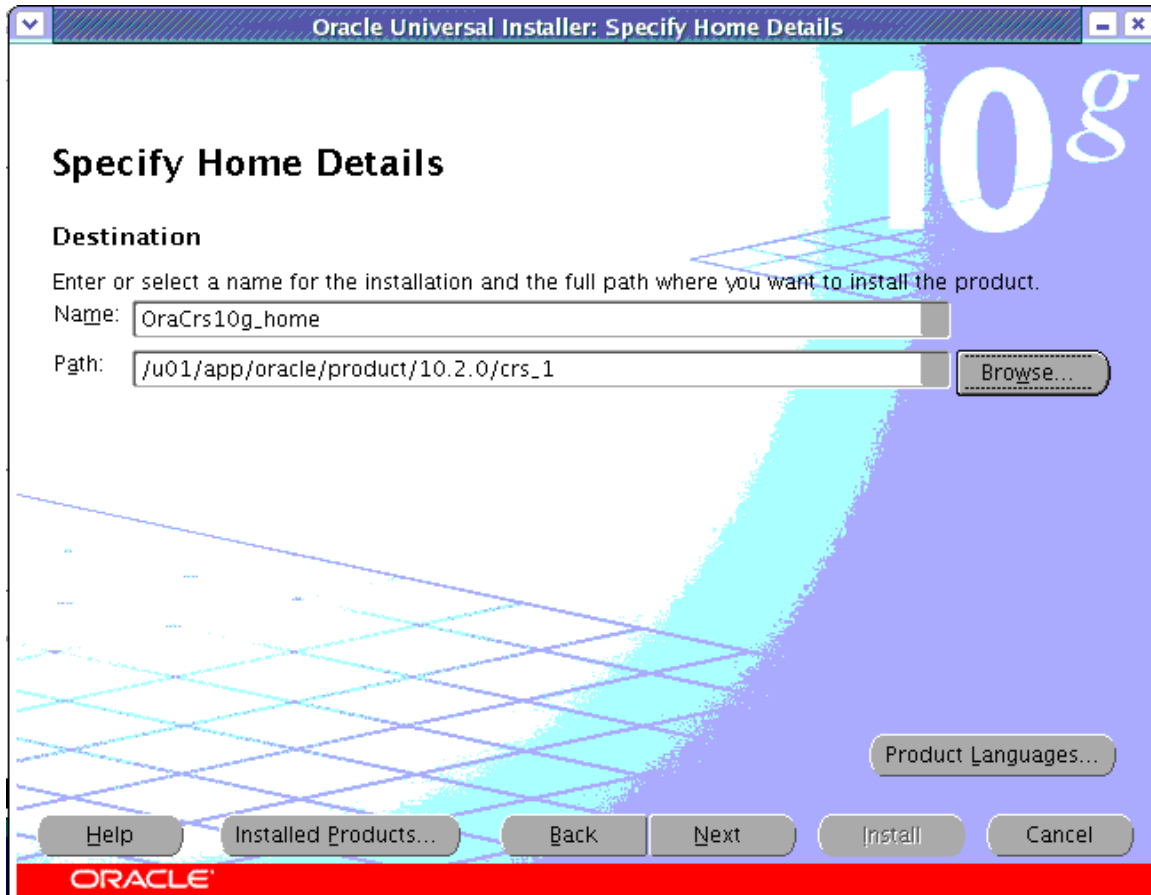 Oracle Universal Installer: Specify Home Details
10g
Specify Home Details
Destination
Enter or select a name for the installation and the full path where you want to install the product.
Name: OraCrs10g_home
Path: /u01/app/oracle/product/10.2.0/crs_1 Browse...
Product Languages...
Help Installed Products... Back Next Install Cancel
ORACLE